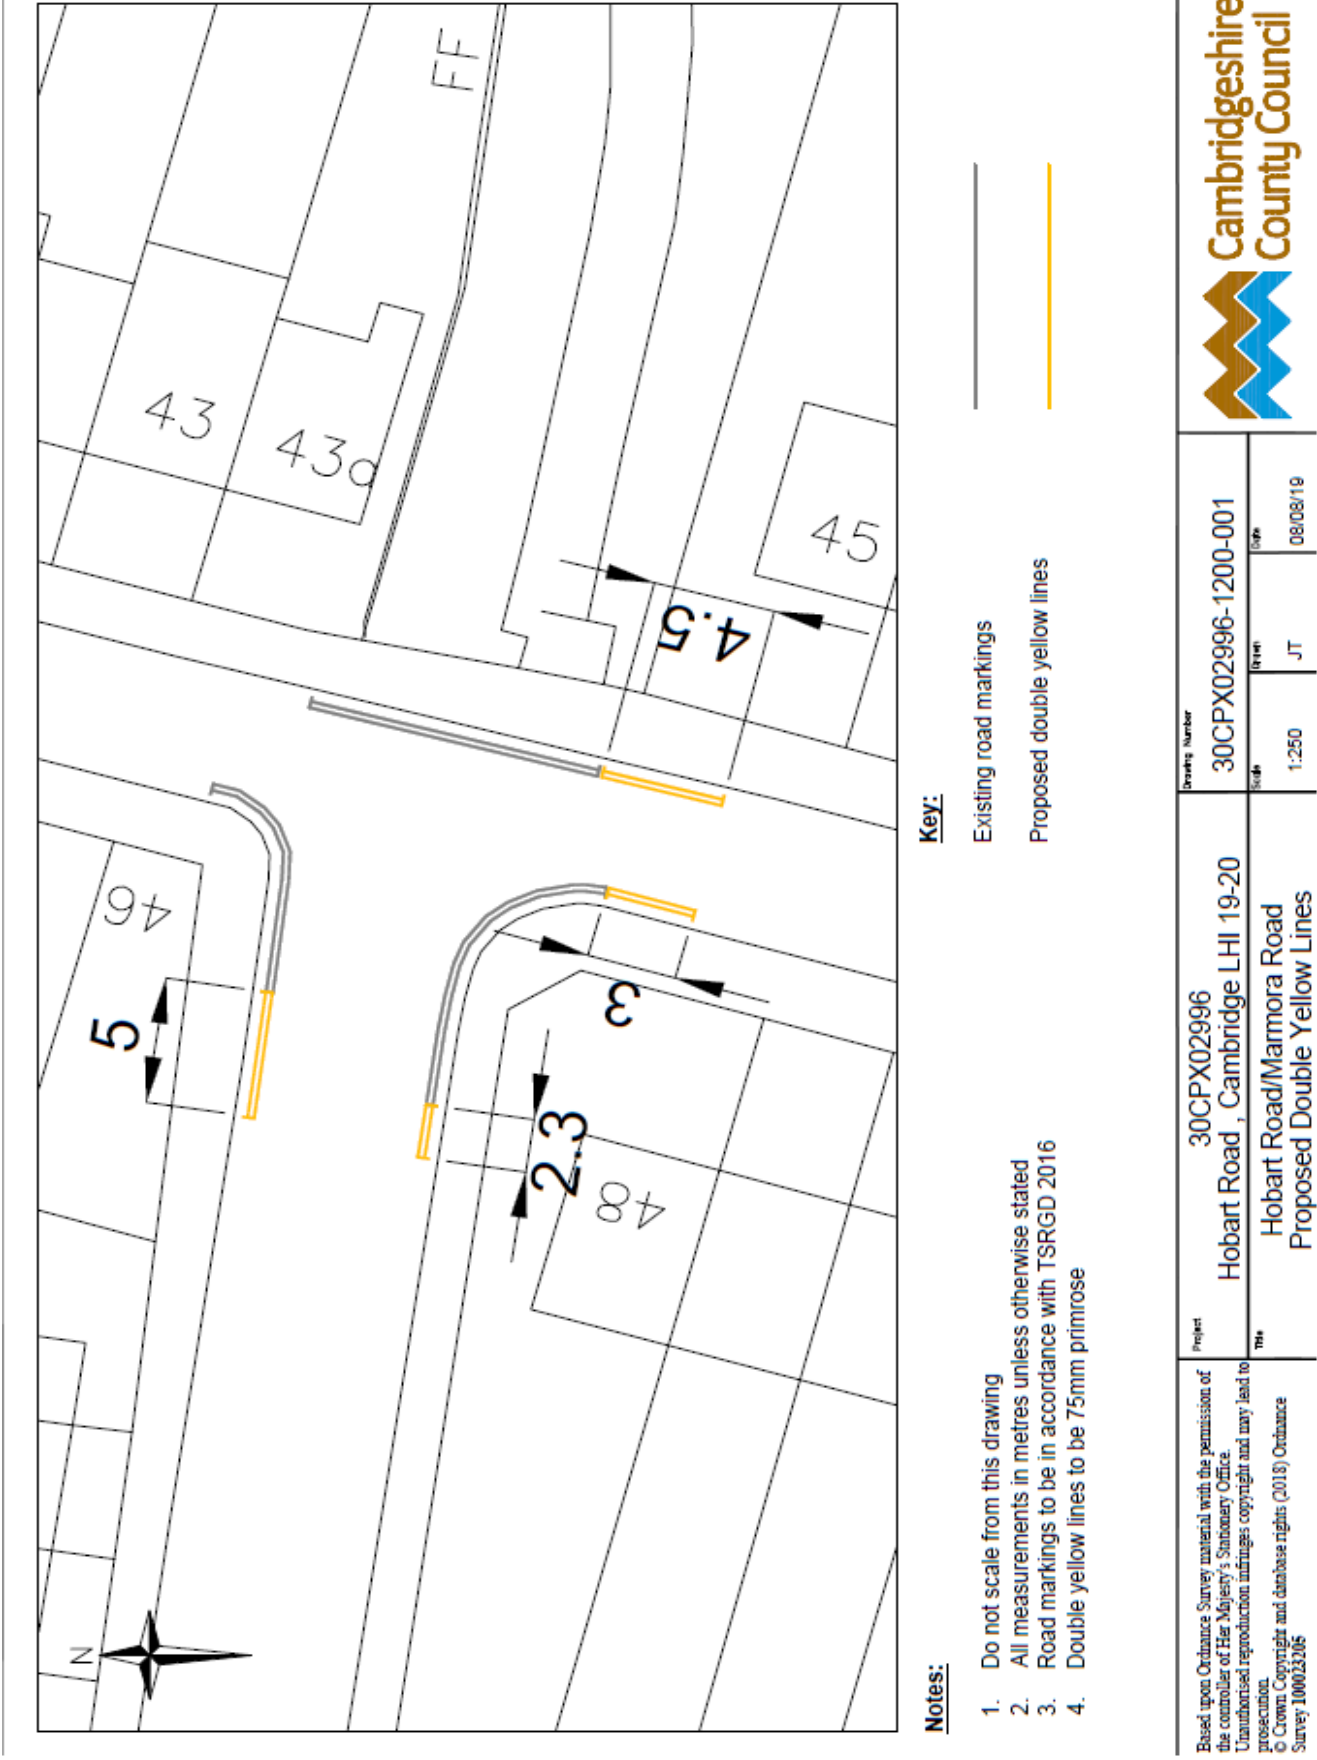 N
46
5
43
43a
FF
4.5
45
3
2.3
48
Notes:
1. Do not scale from this drawing
2. All measurements in metres unless otherwise stated
3. Road markings to be in accordance with TSRGD 2016
4. Double yellow lines to be 75mm primrose
Key:
Existing road markings
Proposed double yellow lines
Based upon Ordnance Survey material with the permission of
the controller of Her Majesty's Stationery Office.
Unauthorised reproduction infringes copyright and may lead to
prosecution.
© Crown Copyright and database rights (2018) Ordnance
Survey 100023205
Project
30CPX02996
Hobart Road , Cambridge LHI 19-20
Title
Hobart Road/Marmora Road
Proposed Double Yellow Lines
Drawing Number
30CPX02996-1200-001
Scale
1:250
Drawn
JT
Date
08/08/19
Cambridgeshire
County Council